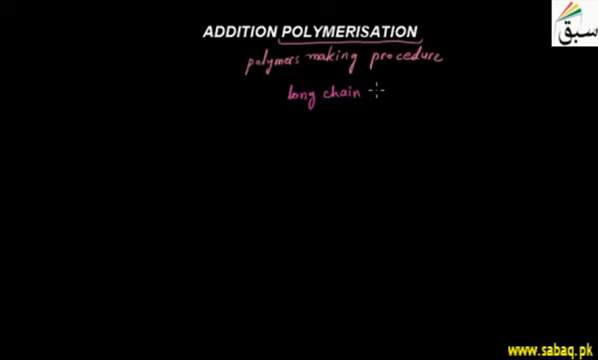 ADDITION POLYMERISATION
سبق
polymers making procedure
long chain
www.sabaq.pk